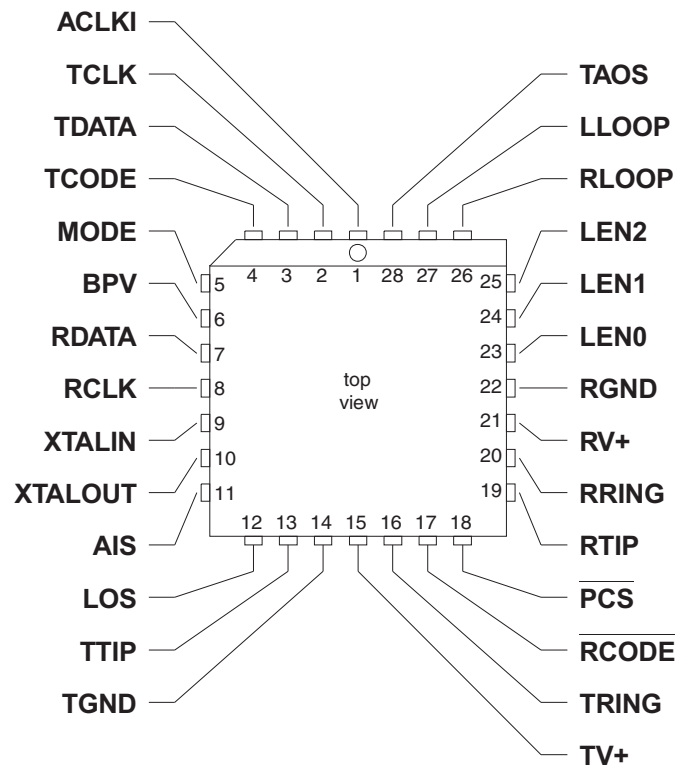 ACLKI
TCLK
TDATA
TCODE
MODE
BPV
RDATA
RCLK
XTALIN
XTALOUT
AIS
LOS
TTIP
TGND
TAOS
LLOOP
RLOOP
LEN2
LEN1
LEN0
RGND
RV+
RRING
RTIP
PCS
RCODE
TRING
TV+
4 3 2 1 28 27 26
5
6
7
8
9
10
11
25
24
23
22
21
20
19
top
view
12 13 14 15 16 17 18